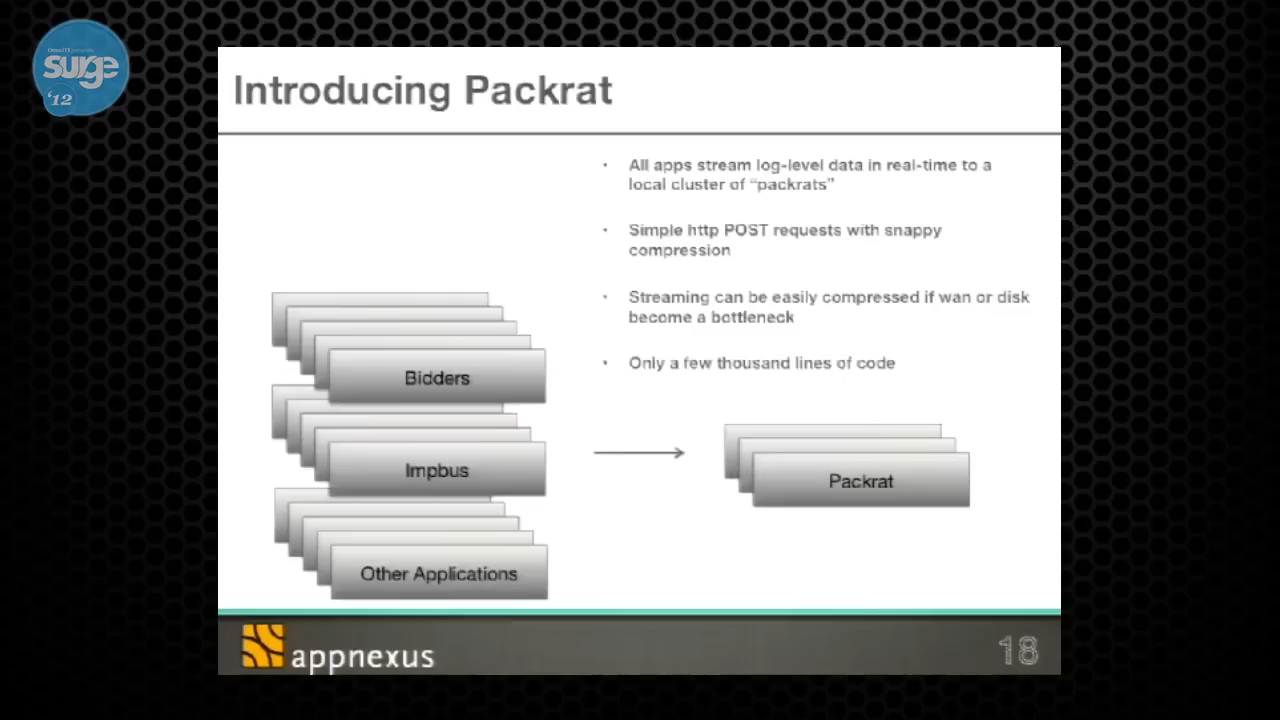 OmniTI presents
surge
'12
Introducing Packrat
All apps stream log-level data in real-time to a
local cluster of “packrats”
Simple http POST requests with snappy
compression
Streaming can be easily compressed if wan or disk
become a bottleneck
Only a few thousand lines of code
Bidders
Impbus
Other Applications
Packrat
appnexus
18